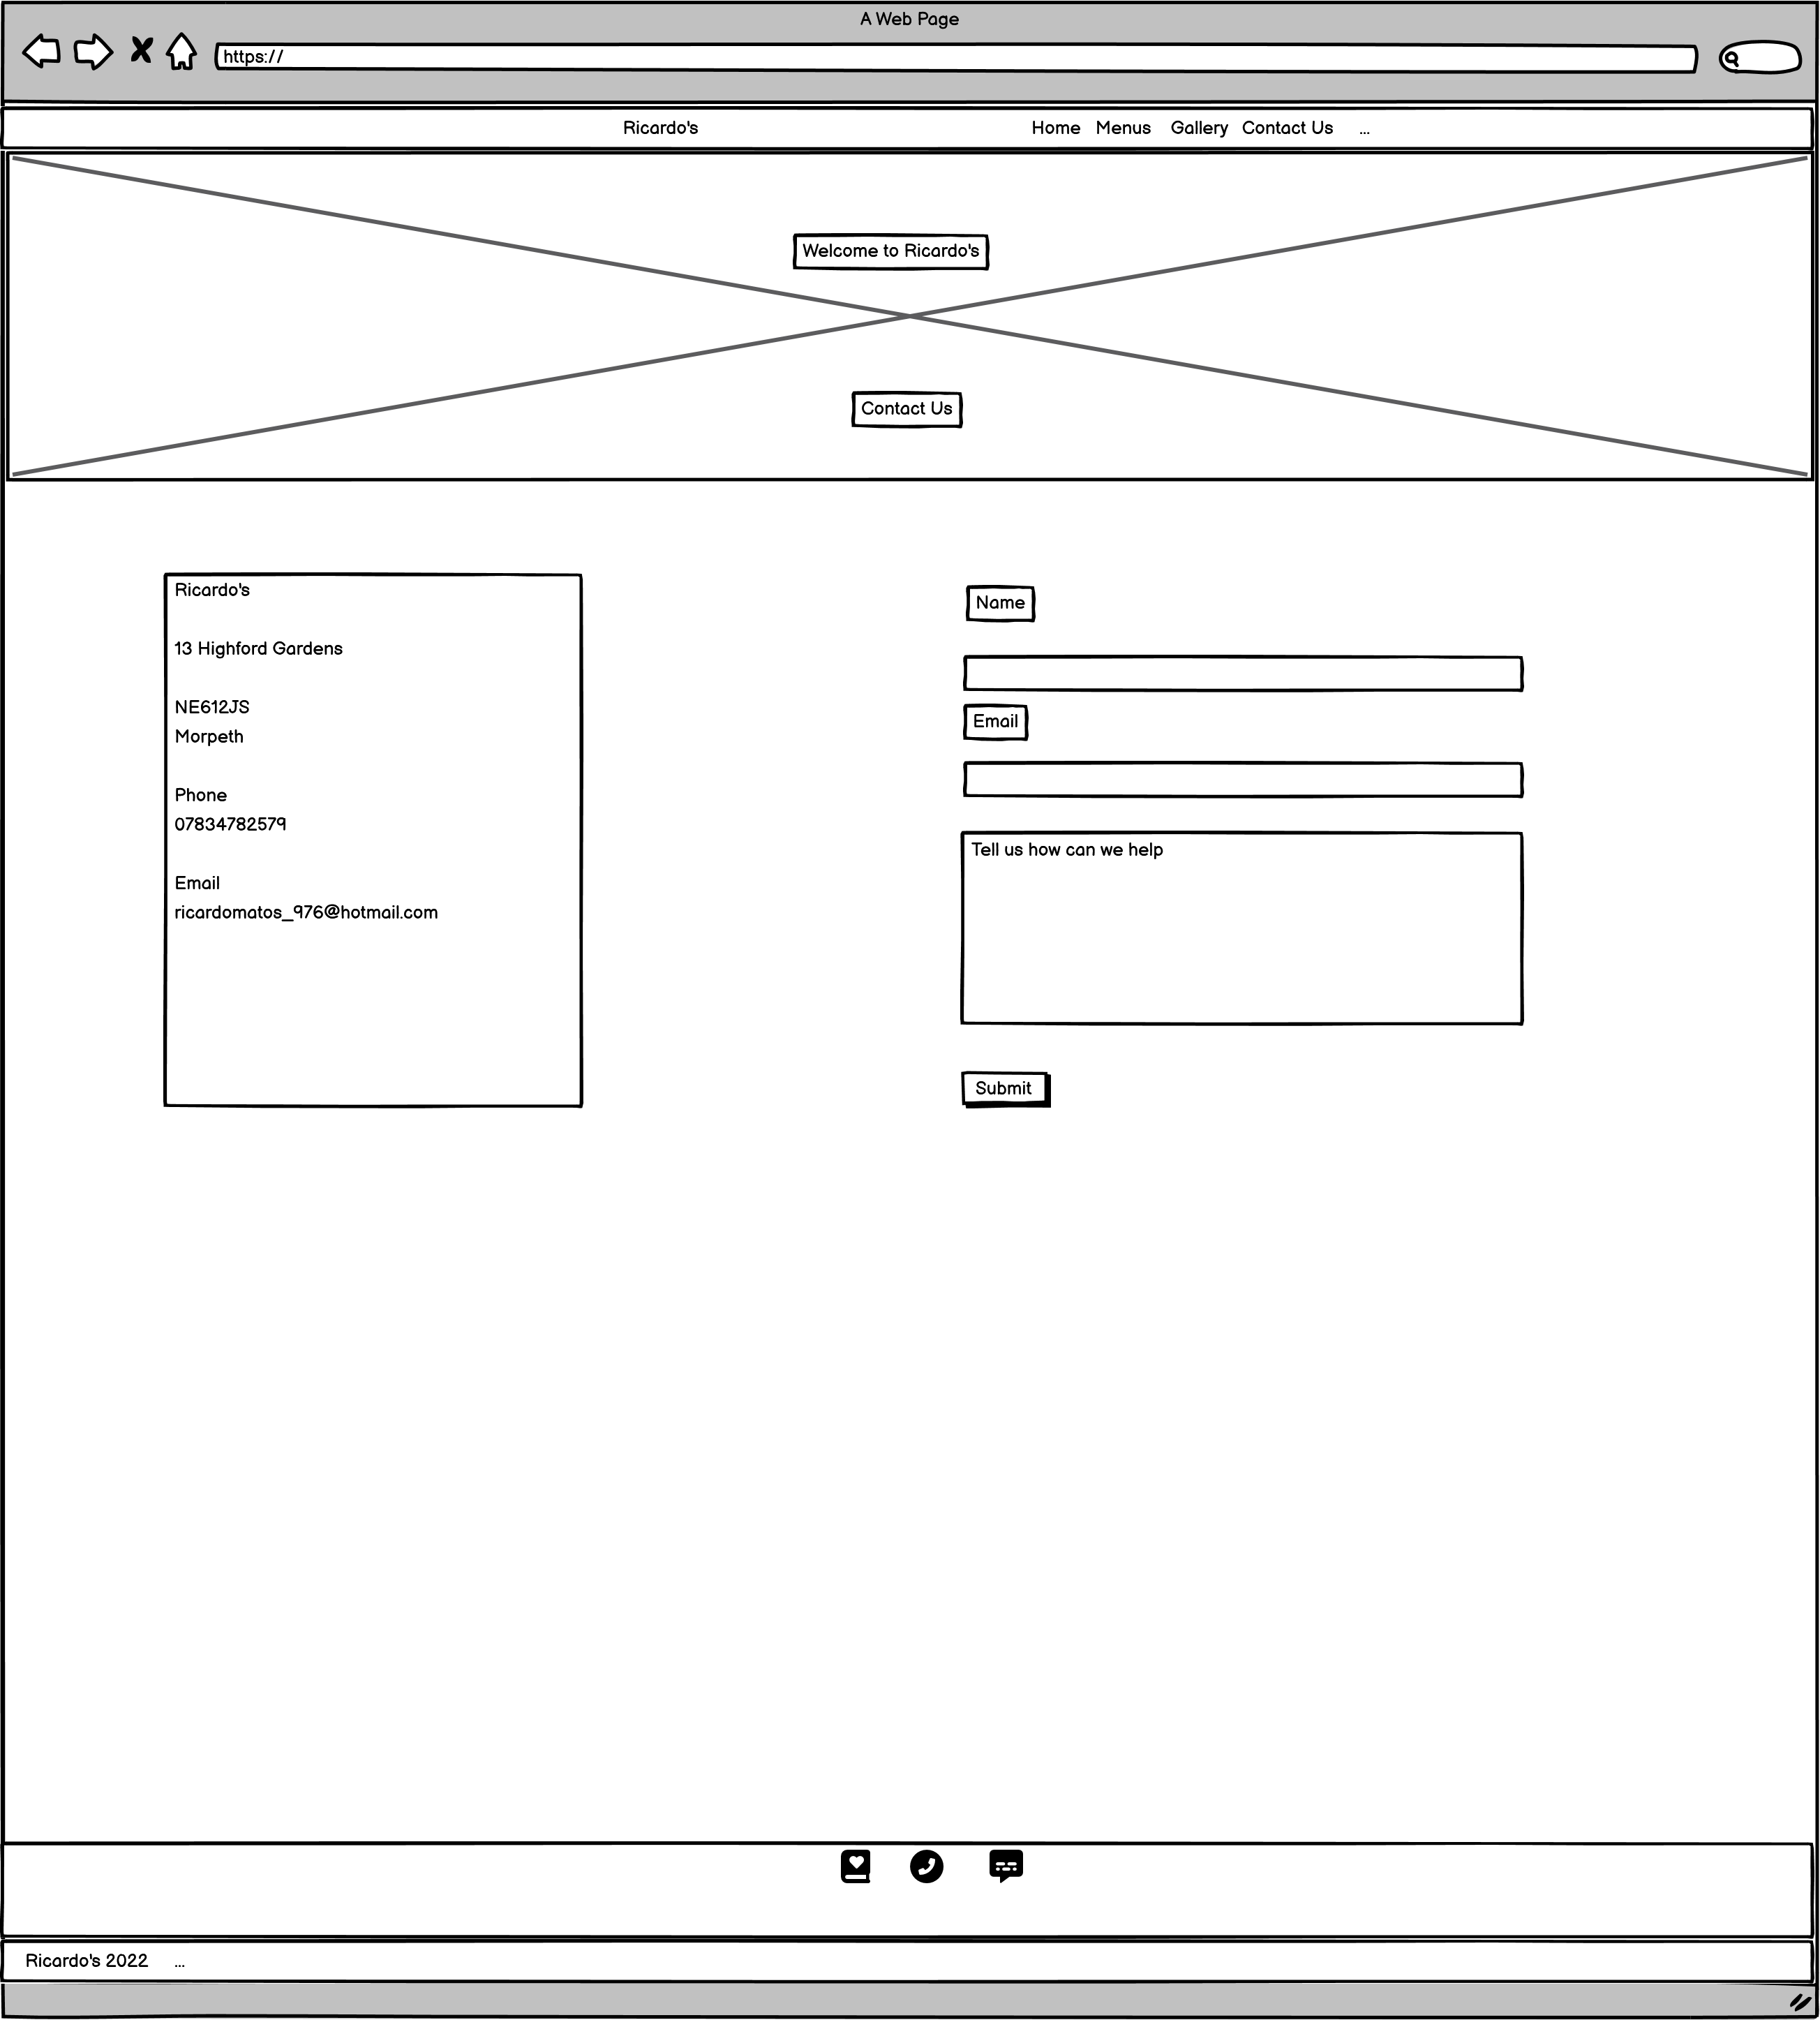 A Web Page
https://
Ricardo's Home Menus Gallery Contact Us ...
Welcome to Ricardo's
Contact Us
Ricardo's
13 Highford Gardens
NE612JS
Morpeth
Phone
07834782579
Email
ricardomatos_976@hotmail.com
Name
Email
Tell us how can we help
Submit
Ricardo's 2022 ...